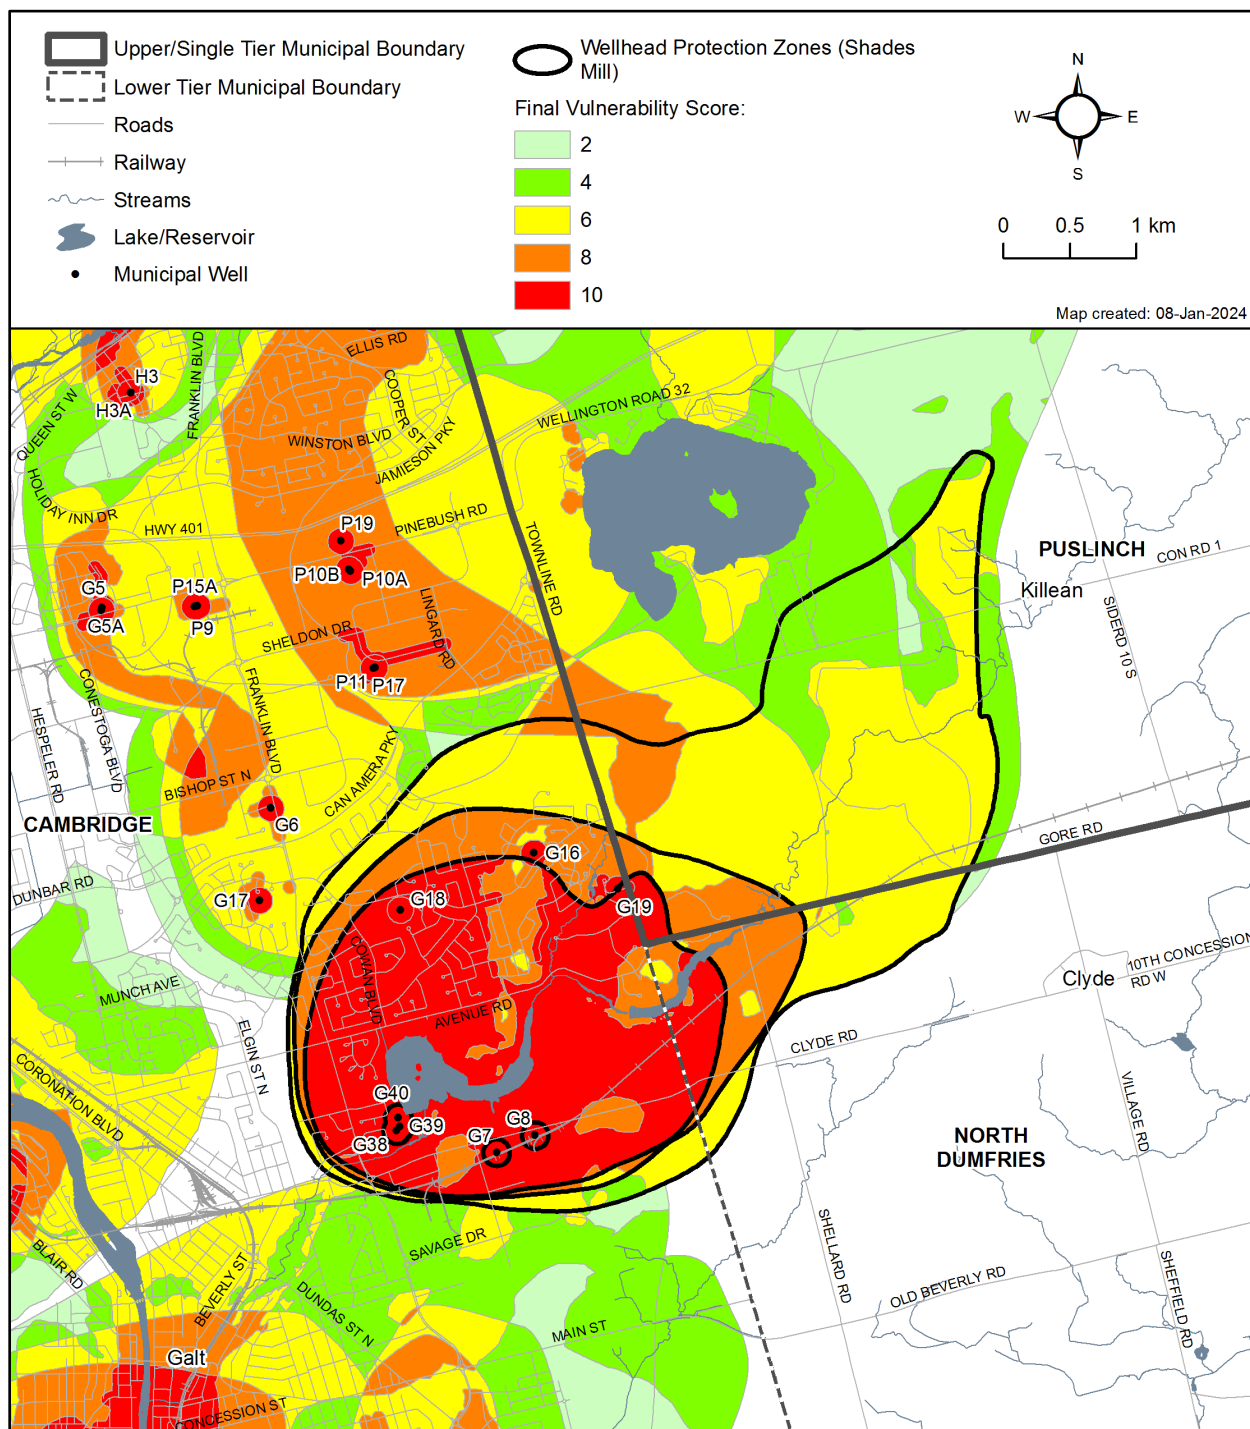 Upper/Single Tier Municipal Boundary
Lower Tier Municipal Boundary
Roads
Railway
Streams
Lake/Reservoir
Municipal Well
Wellhead Protection Zones (Shades
Mill)
Final Vulnerability Score:
2
4
6
8
10
N
W
E
S
0 0.5 1 km
Map created: 08-Jan-2024
ELLIS RD
FRANKLIN BLVD
H3
H3A
COOPER ST
WELLINGTON ROAD 32
QUEEN ST W
WINSTON BLVD
JAMIESON PKY
HOLIDAY INN DR
HWY 401
P19
PINEBUSH RD
TOWNLINE RD
PUSLINCH
CON RD 1
Killean
P10B
P10A
G5
P15A
G5A
P9
LINGARD RD
SIDERD 10 S
SHELDON DR
P11
P17
CONESTOGA BLVD
FRANKLIN BLVD
HESPELER RD
CAN AMERA PKY
BISHOP ST N
CAMBRIDGE
G6
GORE RD
G16
DUNBAR RD
G17
G18
G19
COWAN BLVD
10TH CONCESSION
RD W
Clyde
MUNCH AVE
AVENUE RD
ELGIN ST N
CLYDE RD
CORONATION BLVD
G40
G39
G38
G7
G8
VILLAGE RD
NORTH
DUMFRIES
SAVAGE DR
SHELLARD RD
BLAIR RD
BEVERLY ST
DUNDAS ST N
OLD BEVERLY RD
SHEFFIELD RD
MAIN ST
Galt
CONCESSION ST